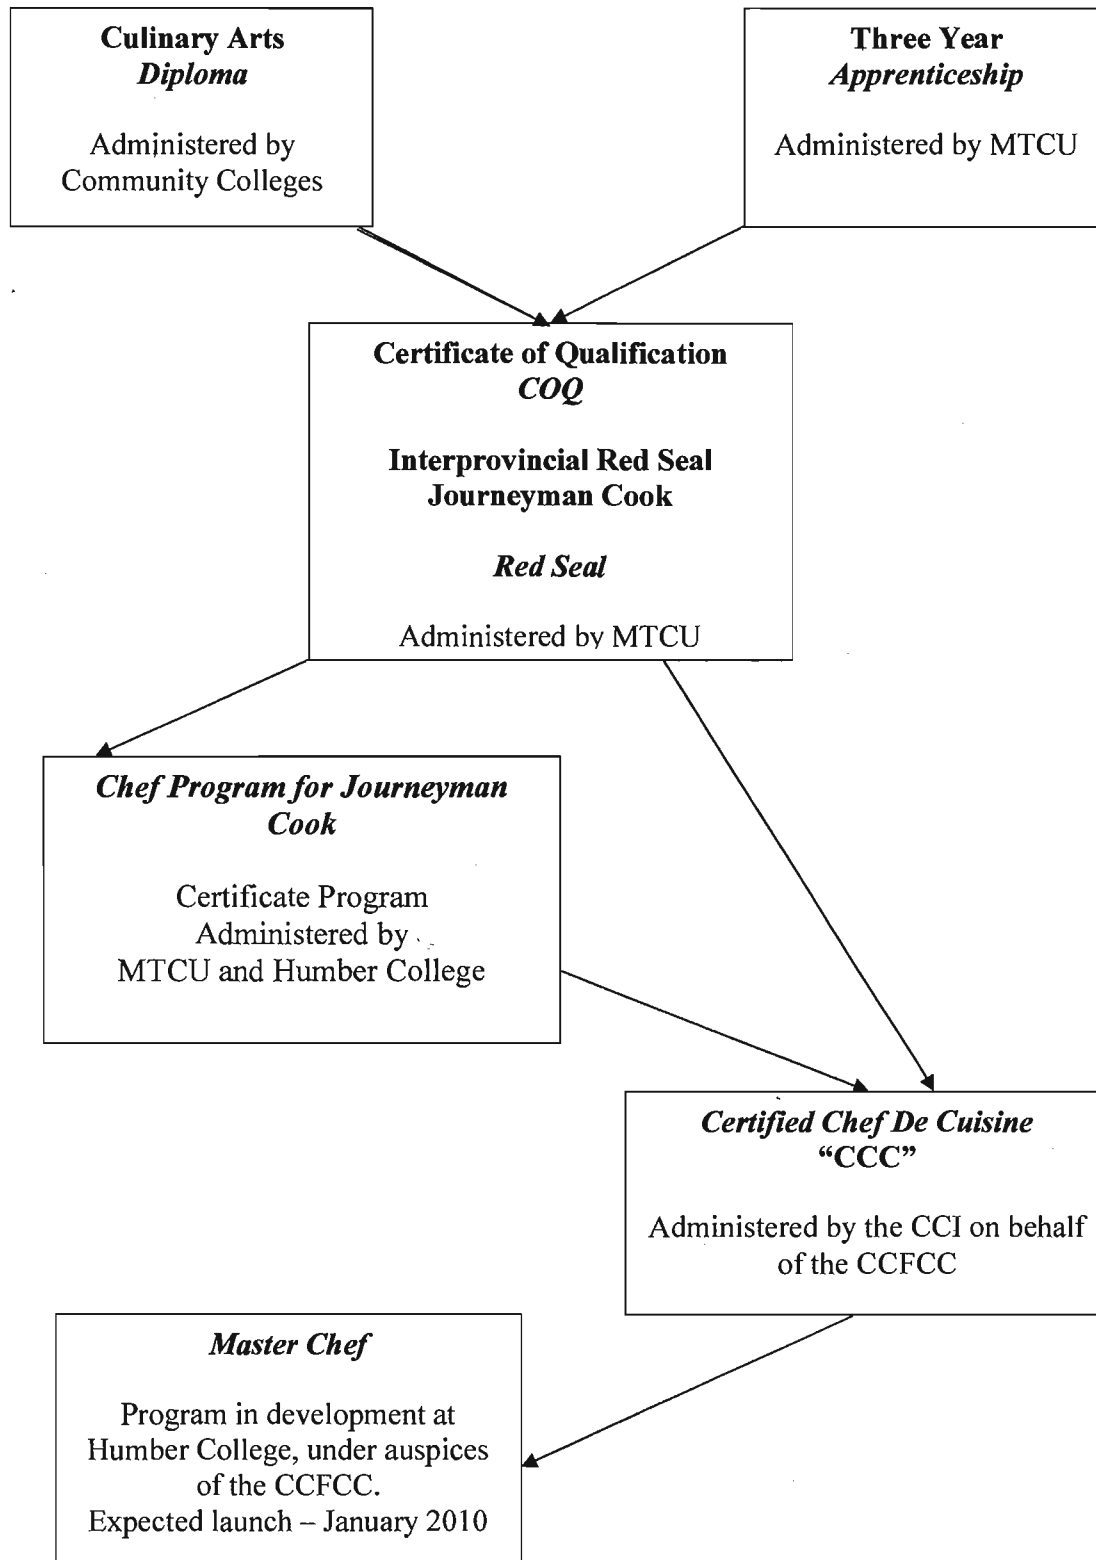 Culinary Arts
Diploma
Administered by
Community Colleges
Three Year
Apprenticeship
Administered by MTCU
Certificate of Qualification
COQ
Interprovincial Red Seal
Journeyman Cook
Red Seal
Administered by MTCU
Chef Program for Journeyman
Cook
Certificate Program
Administered by
MTCU and Humber College
Certified Chef De Cuisine
“CCC”
Administered by the CCI on behalf
of the CCFCC
Master Chef
Program in development at
Humber College, under auspices
of the CCFCC.
Expected launch – January 2010